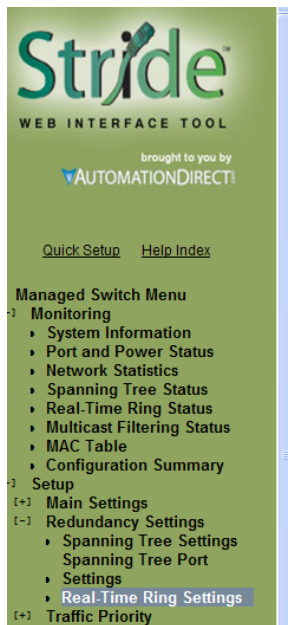 Stride™
WEB INTERFACE TOOL
brought to you by
AUTOMATIONDIRECT
Quick Setup Help Index
Managed Switch Menu
[-] Monitoring
System Information
Port and Power Status
Network Statistics
Spanning Tree Status
Real-Time Ring Status
Multicast Filtering Status
MAC Table
Configuration Summary
[-] Setup
[+] Main Settings
[-] Redundancy Settings
Spanning Tree Settings
Spanning Tree Port
Settings
Real-Time Ring Settings
[+] Traffic Priority